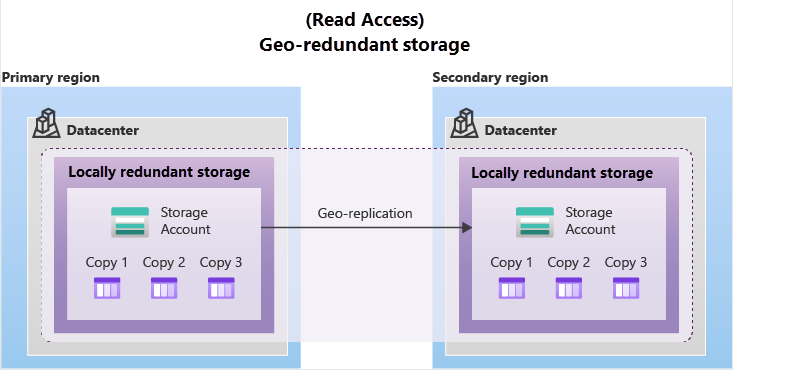 (Read Access)
Geo-redundant storage
Primary region
Secondary region
Datacenter
Datacenter
Locally redundant storage
Locally redundant storage
Storage
Account
Geo-replication
Storage
Account
Copy 1 Copy 2 Copy 3
Copy 1 Copy 2 Copy 3